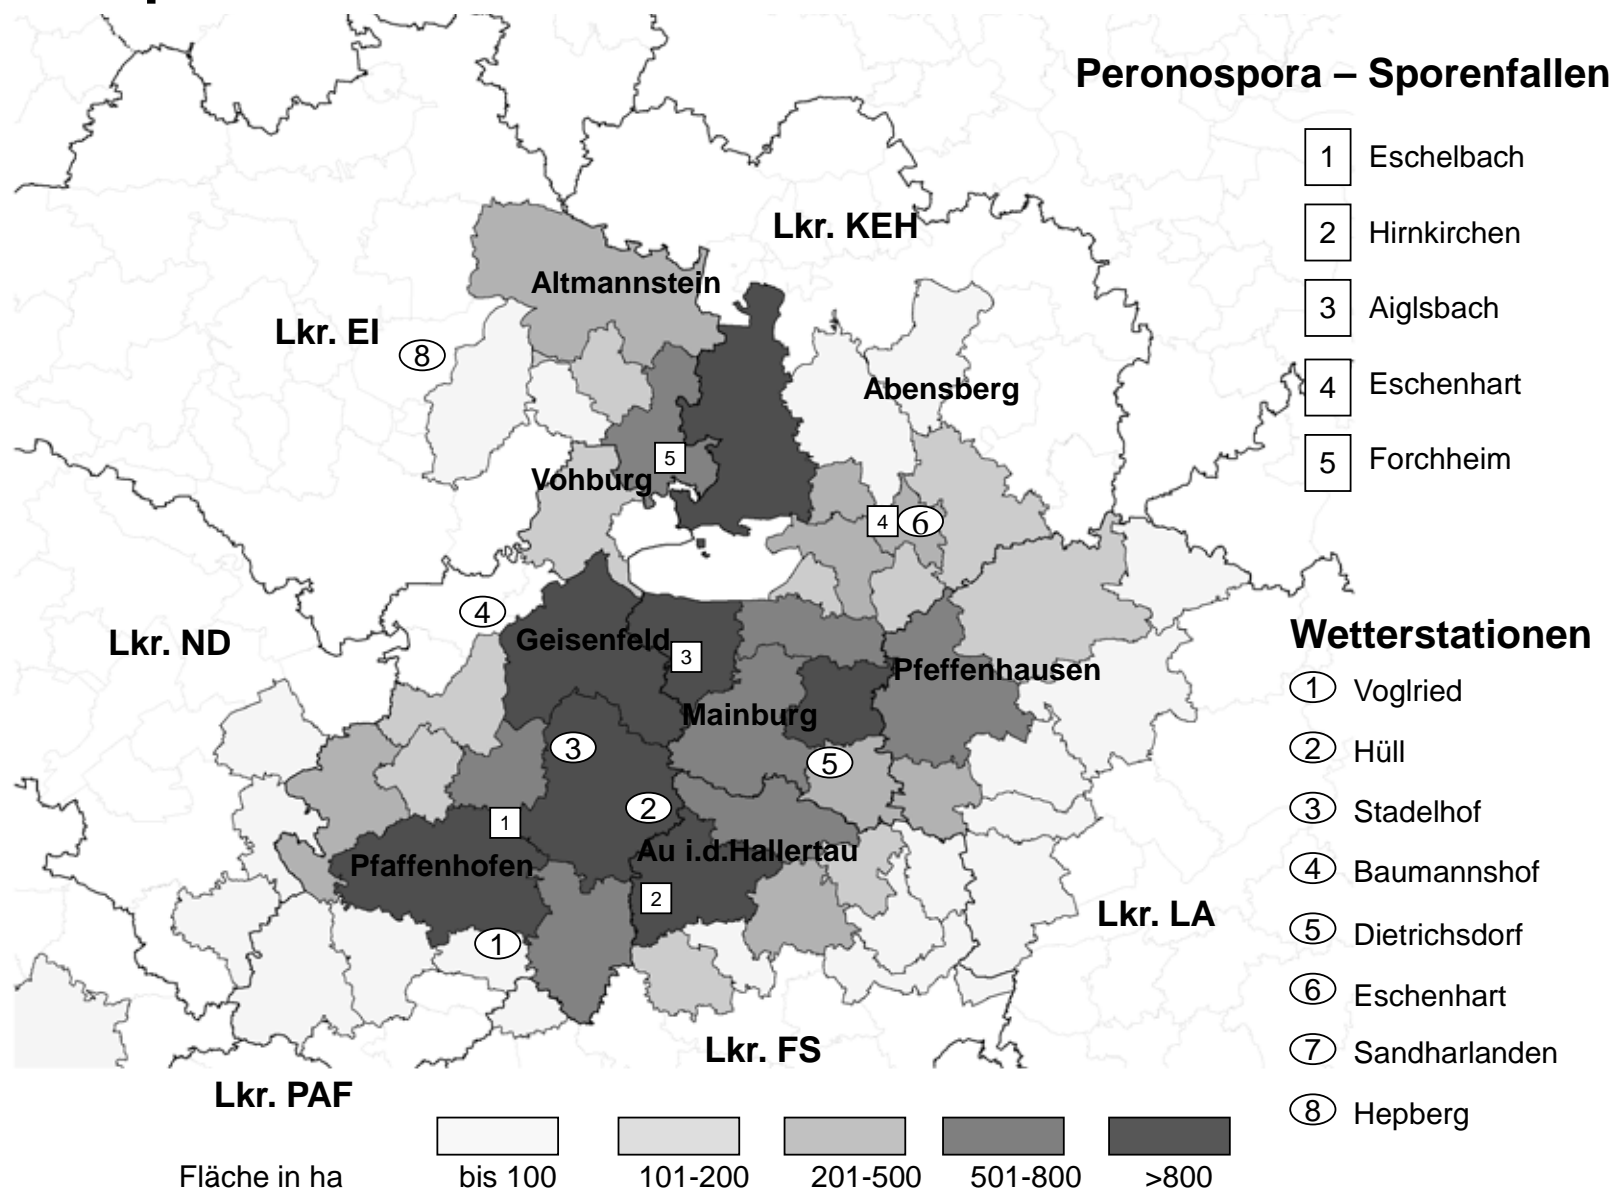 Peronospora – Sporenfallen
1 Eschelbach
2 Hirnkirchen
3 Aiglsbach
4 Eschenhart
5 Forchheim
Lkr. KEH
Altmannstein
Lkr. EI
8
Abensberg
5
Vohburg
4 6
4
Lkr. ND
Geisenfeld
3
Pfeffenhausen
Mainburg
3
5
2
1
Au i.d.Hallertau
Pfaffenhofen
2
Lkr. LA
1
Lkr. FS
Lkr. PAF
Wetterstationen
1 Voglried
2 Hüll
3 Stadelhof
4 Baumannshof
5 Dietrichsdorf
6 Eschenhart
7 Sandharlanden
8 Hepberg
Fläche in ha bis 100 101-200 201-500 501-800 >800